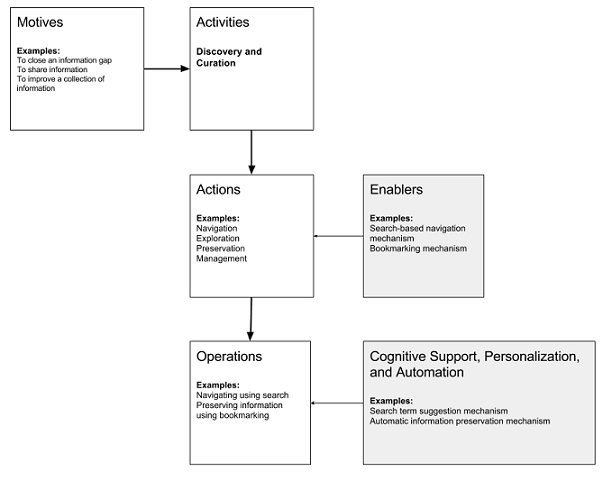 Motives
Examples:
To close an information gap
To share information
To improve a collection of
information
Activities
Discovery and
Curation
Actions
Examples:
Navigation
Exploration
Preservation
Management
Enablers
Examples:
Search-based navigation
mechanism
Bookmarking mechanism
Operations
Examples:
Navigating using search
Preserving information
using bookmarking
Cognitive Support, Personalization,
and Automation
Examples:
Search term suggestion mechanism
Automatic information preservation mechanism